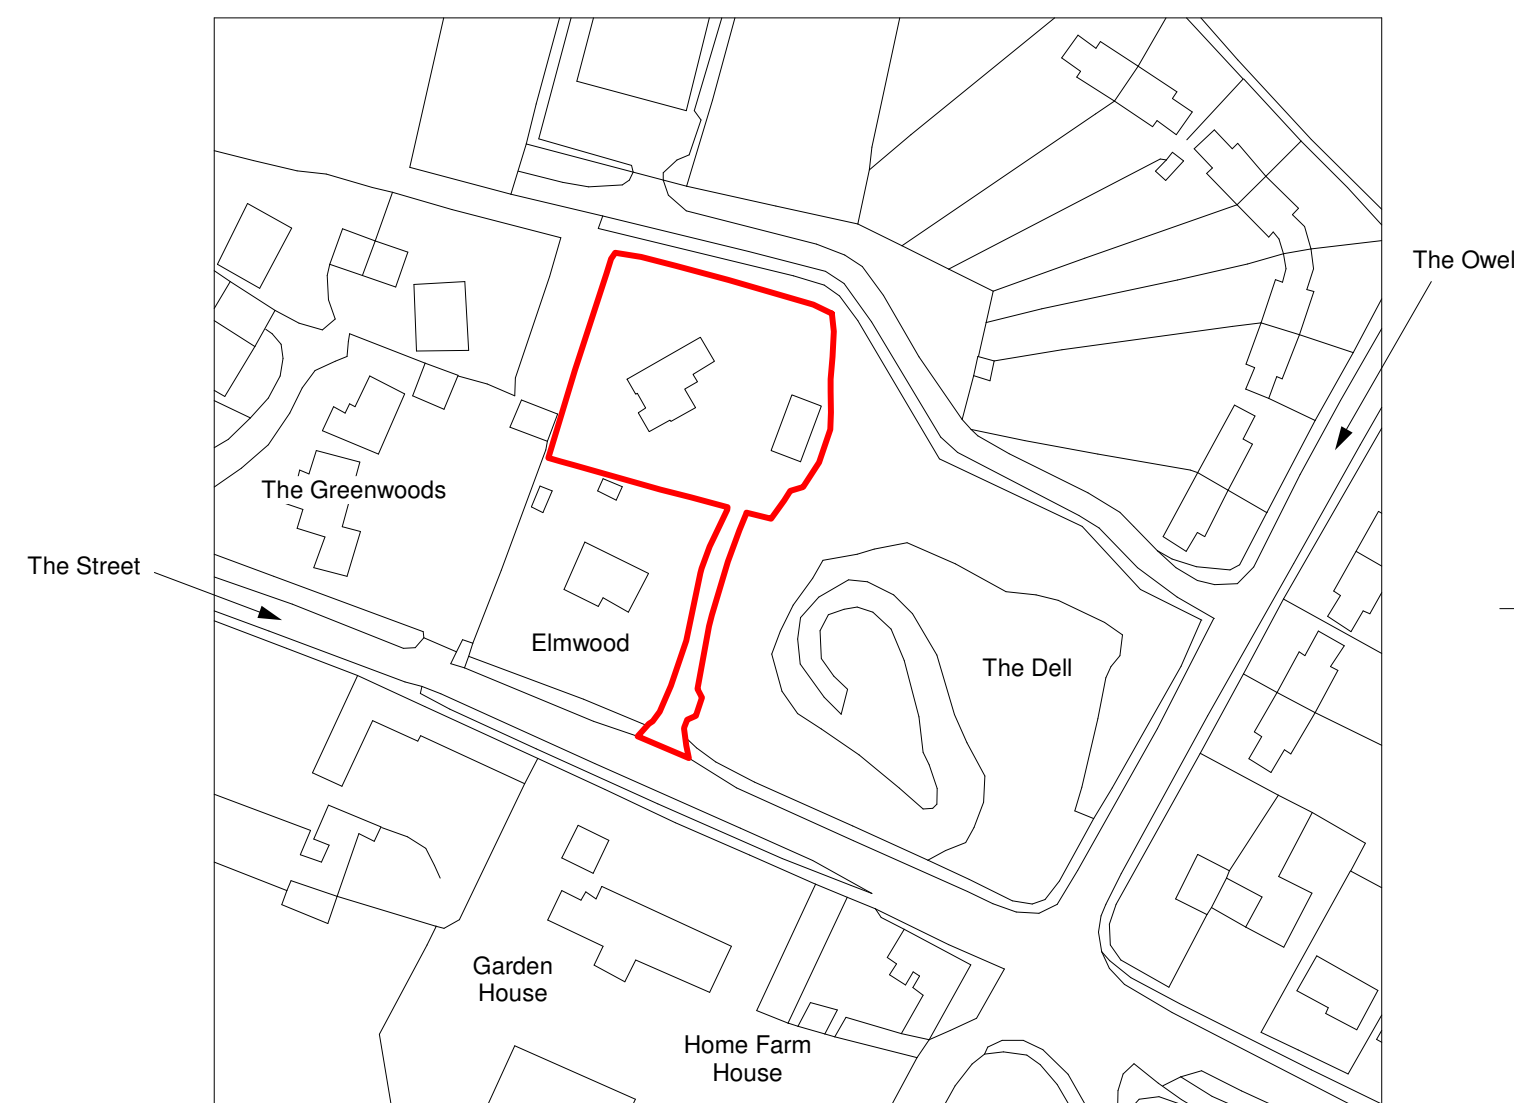 The Owel
The Greenwoods
The Street
Elmwood
The Dell
Garden
House
Home Farm
House